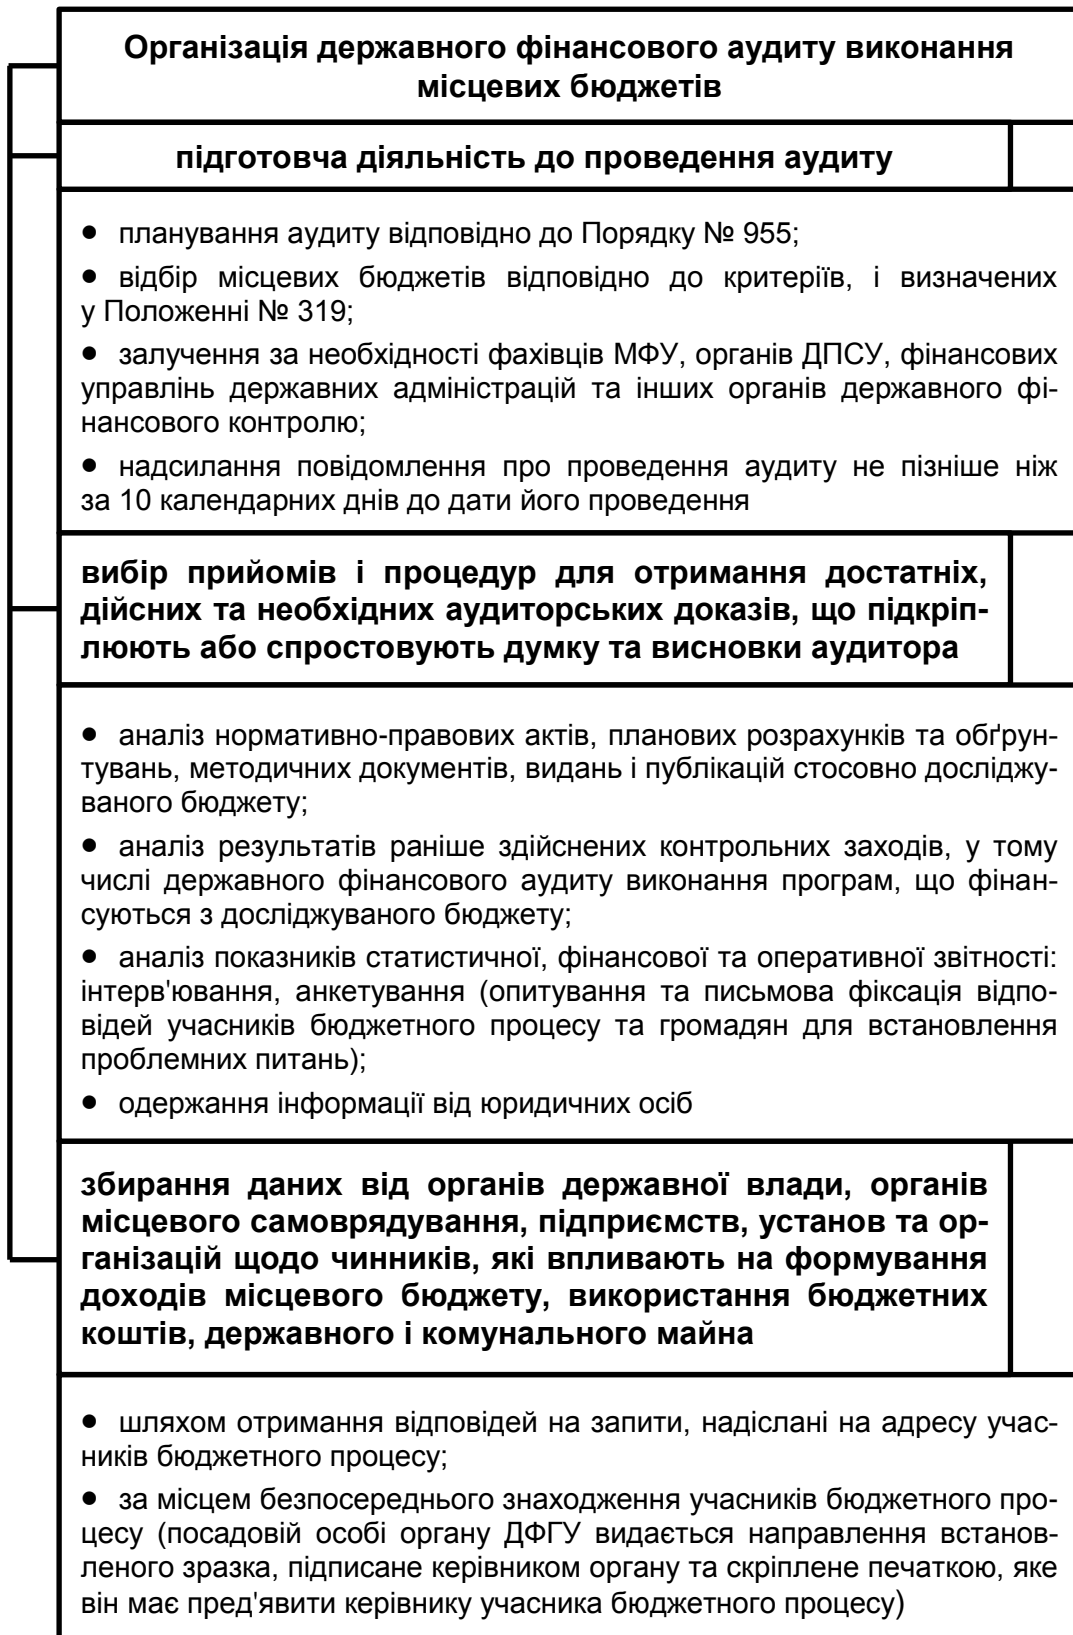 Організація державного фінансового аудиту виконання
місцевих бюджетів
підготовча діяльність до проведення аудиту
● планування аудиту відповідно до Порядку № 955;
● відбір місцевих бюджетів відповідно до критеріїв, і визначених
у Положенні № 319;
● залучення за необхідності фахівців МФУ, органів ДПСУ, фінансових
управлінь державних адміністрацій та інших органів державного фі-
нансового контролю;
● надсилання повідомлення про проведення аудиту не пізніше ніж
за 10 календарних днів до дати його проведення
вибір прийомів і процедур для отримання достатніх,
дійсних та необхідних аудиторських доказів, що підкріп-
люють або спростовують думку та висновки аудитора
● аналіз нормативно-правових актів, планових розрахунків та обґрун-
тувань, методичних документів, видань і публікацій стосовно досліджу-
ваного бюджету;
● аналіз результатів раніше здійснених контрольних заходів, у тому
числі державного фінансового аудиту виконання програм, що фінан-
суються з досліджуваного бюджету;
● аналіз показників статистичної, фінансової та оперативної звітності:
інтерв'ювання, анкетування (опитування та письмова фіксація відпо-
відей учасників бюджетного процесу та громадян для встановлення
проблемних питань);
● одержання інформації від юридичних осіб
збирання даних від органів державної влади, органів
місцевого самоврядування, підприємств, установ та ор-
ганізацій щодо чинників, які впливають на формування
доходів місцевого бюджету, використання бюджетних
коштів, державного і комунального майна
● шляхом отримання відповідей на запити, надіслані на адресу учас-
ників бюджетного процесу;
● за місцем безпосереднього знаходження учасників бюджетного про-
цесу (посадовій особі органу ДФГУ видається направлення встанов-
леного зразка, підписане керівником органу та скріплене печаткою, яке
він має пред'явити керівнику учасника бюджетного процесу)